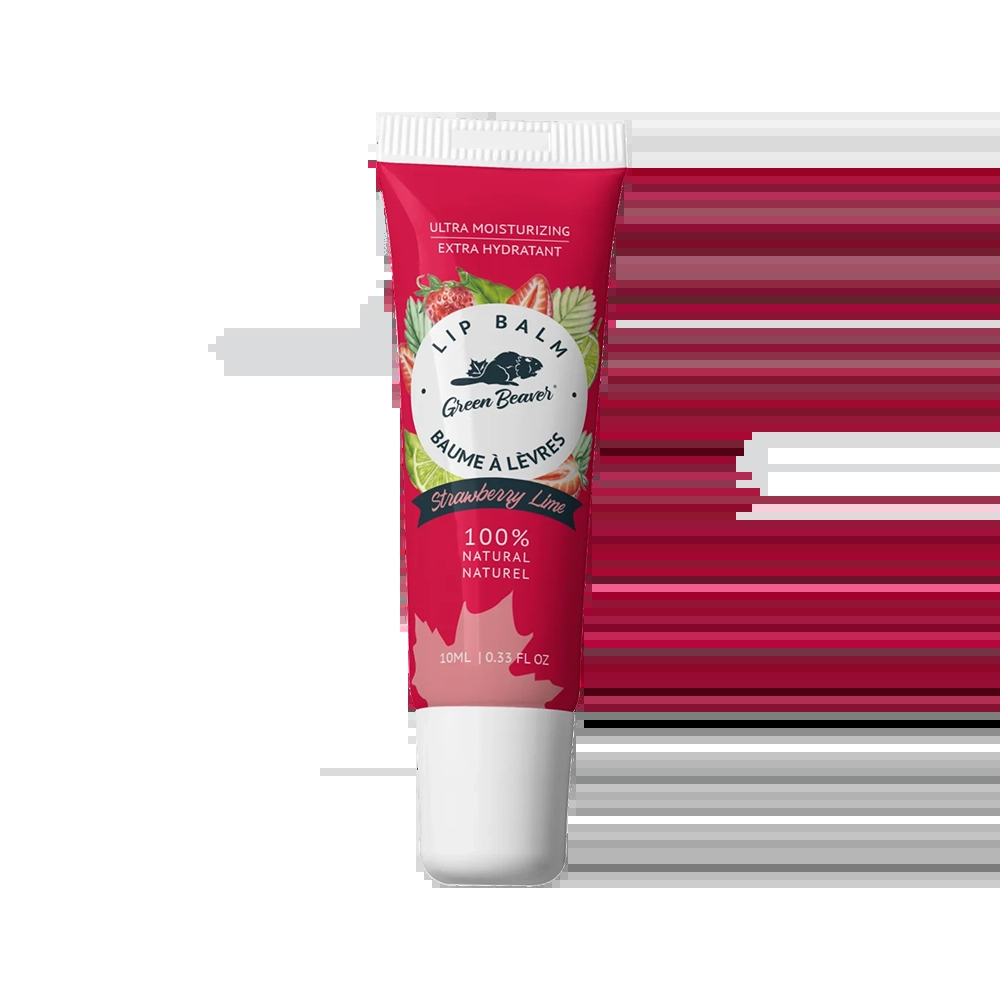 ULTRA MOISTURIZING
EXTRA HYDRATANT
LIP BALM
Green Beaver®
BAUME À LÈVRES
Strawberry Lime
100%
NATURAL
NATUREL
10ML | 0.33 FL OZ